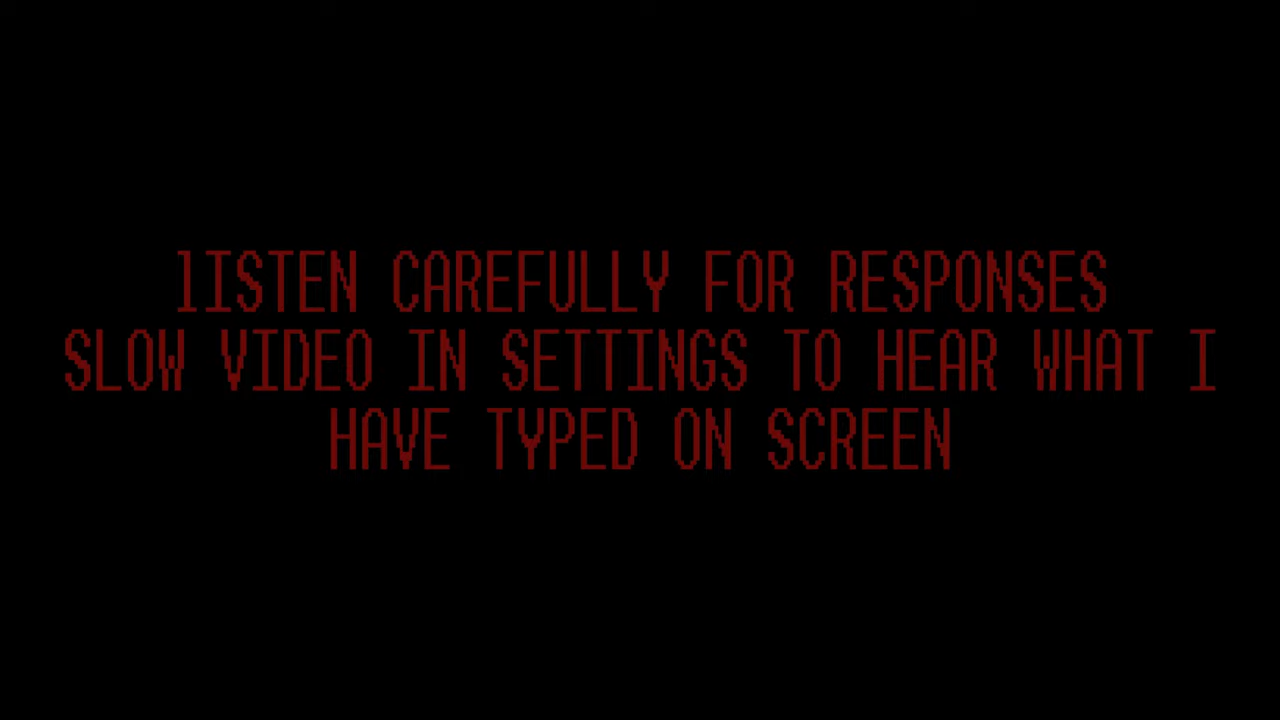 lISTEN CAREFULLY FOR RESPONSES
SLOW VIDEO IN SETTINGS TO HEAR WHAT I
HAVE TYPED ON SCREEN